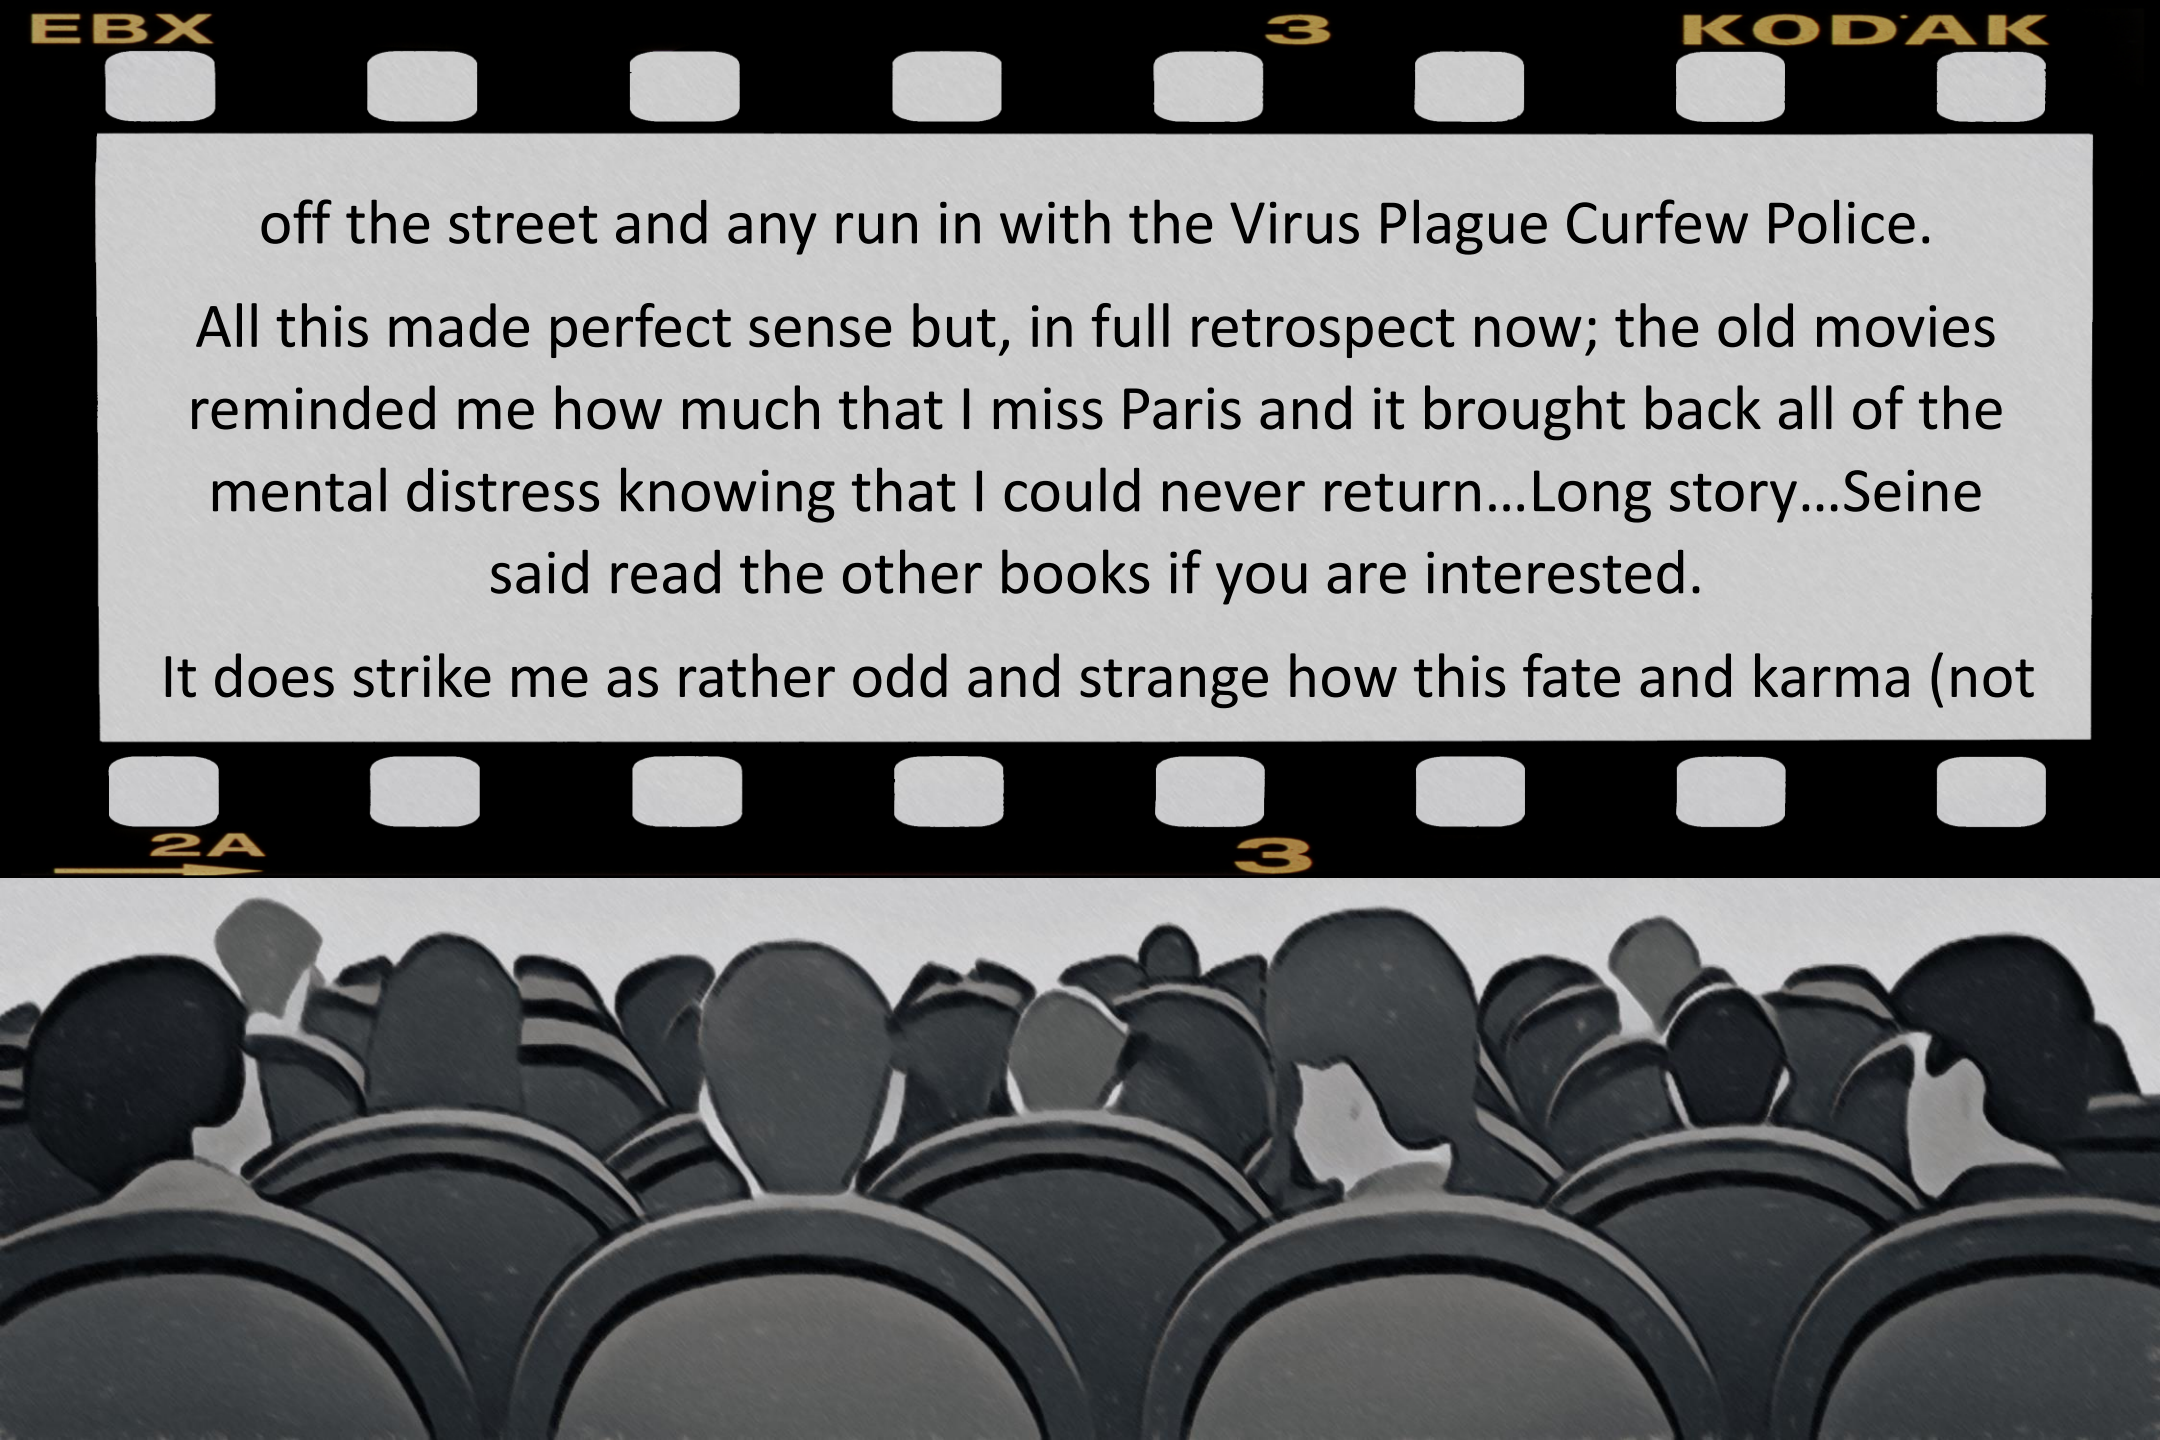 EBX 3 KODAK
off the street and any run in with the Virus Plague Curfew Police.
All this made perfect sense but, in full retrospect now; the old movies
reminded me how much that I miss Paris and it brought back all of the
mental distress knowing that I could never return...Long story...Seine
said read the other books if you are interested.
It does strike me as rather odd and strange how this fate and karma (not
2A 3